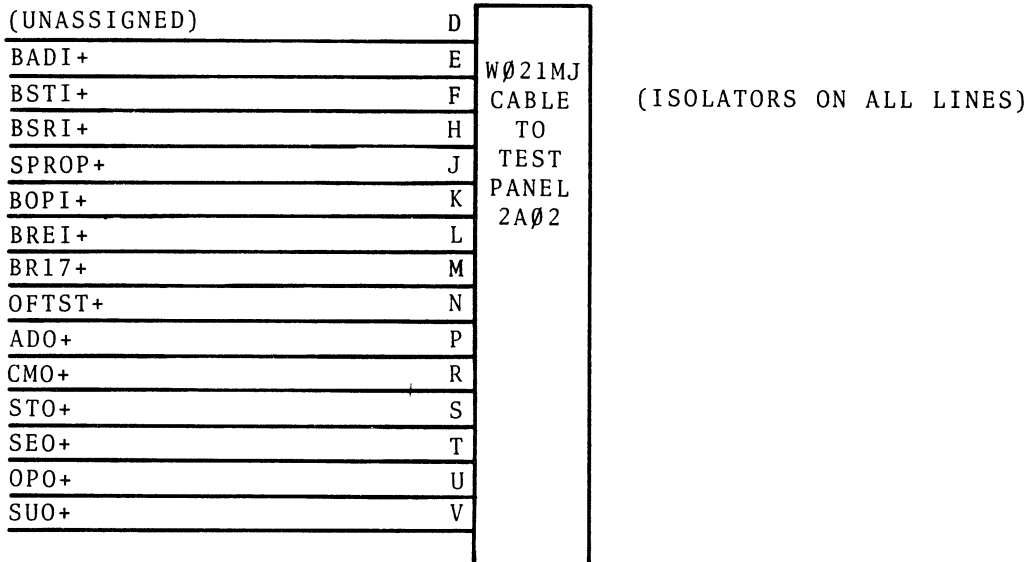 (UNASSIGNED) D
BADI+ E
BSTI+ F
BSRI+ H
SPROP+ J
BOPI+ K
BREI+ L
BR17+ M
OFTST+ N
ADO+ P
CMO+ R
STO+ S
SEO+ T
OPO+ U
SUO+ V
WØ21MJ
CABLE
TO
TEST
PANEL
2AØ2
(ISOLATORS ON ALL LINES)